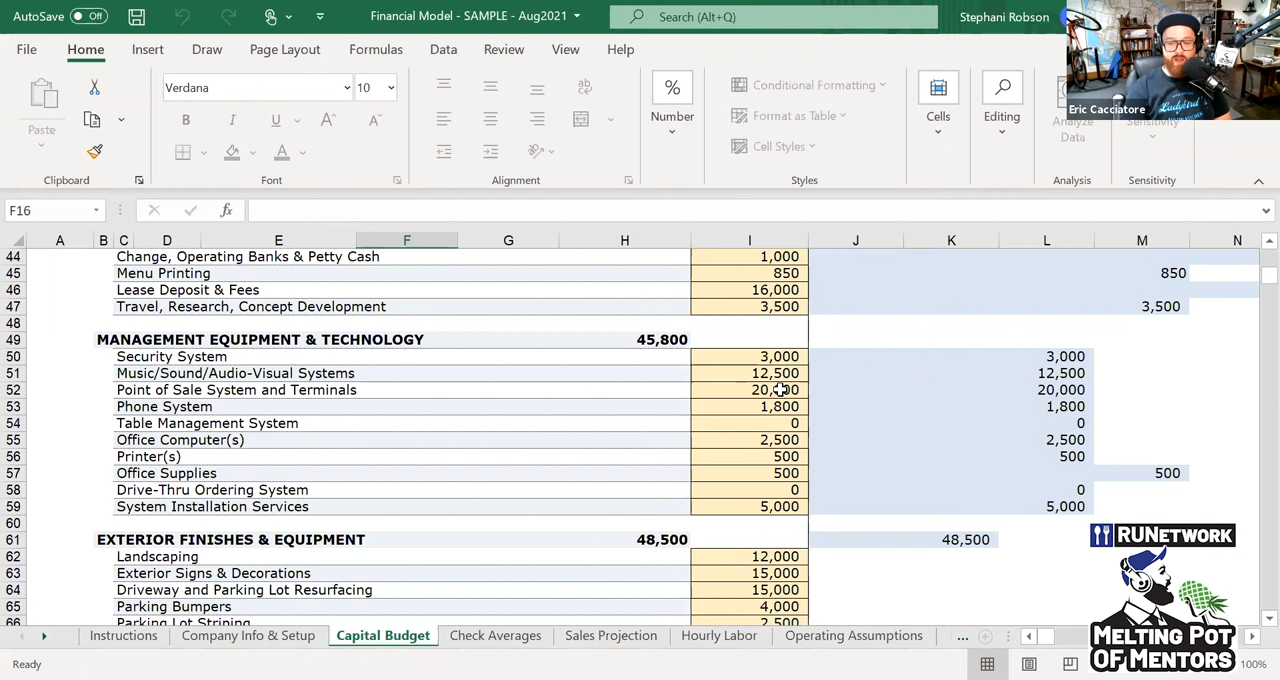 AutoSave Off Financial Model - SAMPLE - Aug2021 Search (Alt+Q) Stephani Robson
File Home Insert Draw Page Layout Formulas Data Review View Help
Eric Cacciatore
Verdana 10
Paste
B I U A A
A
Number
%
Conditional Formatting
Format as Table
Cell Styles
Cells
Editing
Analyze
Data
Sensitivity
Clipboard Font Alignment Styles Analysis Sensitivity
F16 fx
A B C D E F G H I J K L M N
44 Change, Operating Banks & Petty Cash 1,000
45 Menu Printing 850 850
46 Lease Deposit & Fees 16,000
47 Travel, Research, Concept Development 3,500 3,500
48
49 MANAGEMENT EQUIPMENT & TECHNOLOGY 45,800
50 Security System 3,000 3,000
51 Music/Sound/Audio-Visual Systems 12,500 12,500
52 Point of Sale System and Terminals 20,000 20,000
53 Phone System 1,800 1,800
54 Table Management System 0 0
55 Office Computer(s) 2,500 2,500
56 Printer(s) 500 500
57 Office Supplies 500 500
58 Drive-Thru Ordering System 0 0
59 System Installation Services 5,000 5,000
60
61 EXTERIOR FINISHES & EQUIPMENT 48,500 48,500
62 Landscaping 12,000
63 Exterior Signs & Decorations 15,000
64 Driveway and Parking Lot Resurfacing 15,000
65 Parking Bumpers 4,000
66 Parking Lot Striping 2,500
RUNETWORK
MELTING POT
OF MENTORS
Instructions Company Info & Setup Capital Budget Check Averages Sales Projection Hourly Labor Operating Assumptions ...
Ready 100%